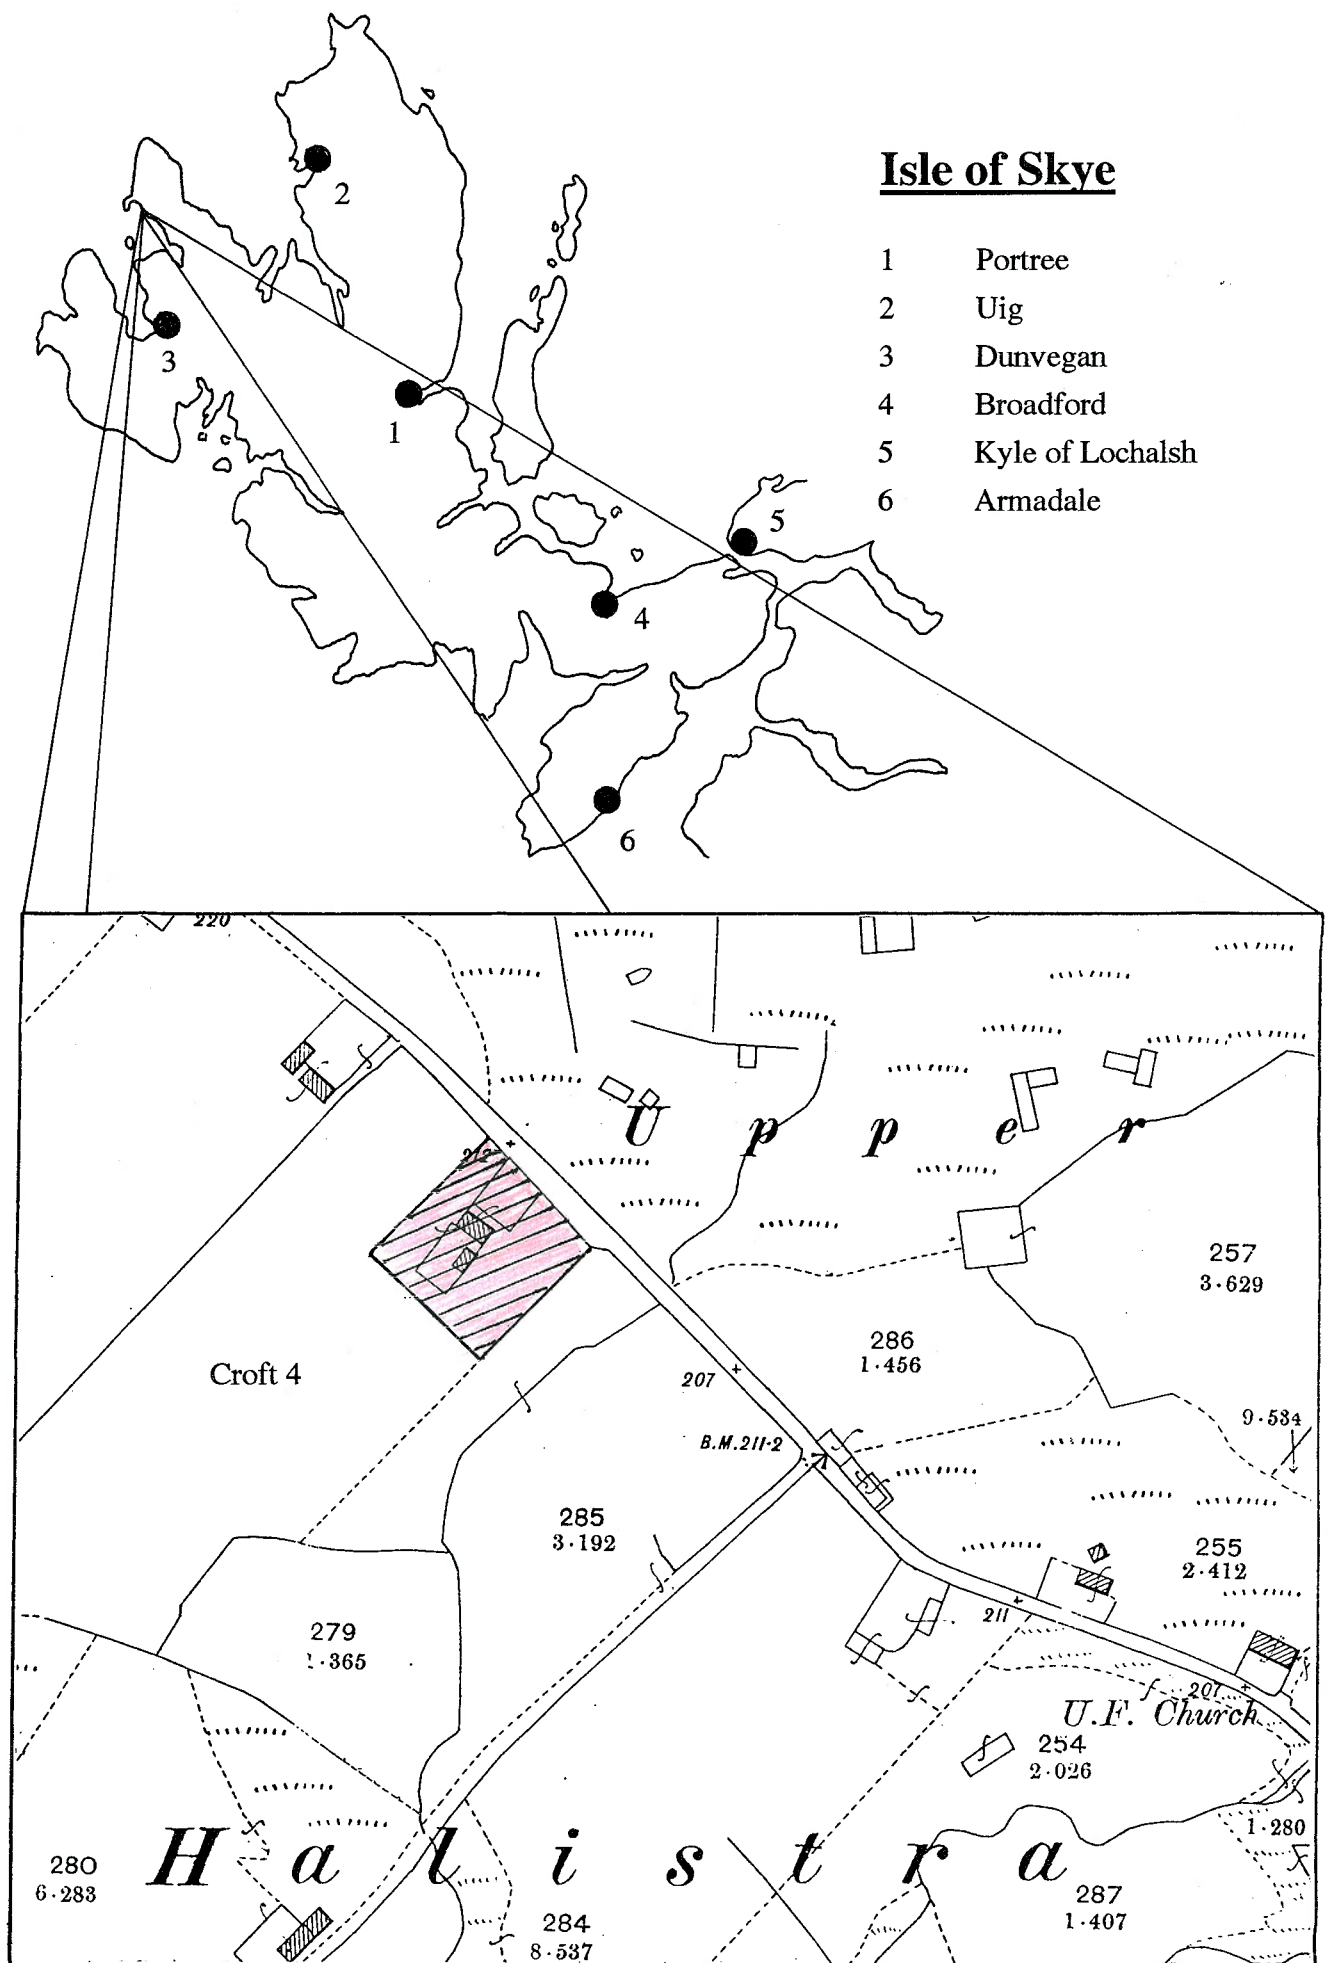 Isle of Skye
1 Portree
2 Uig
3 Dunvegan
4 Broadford
5 Kyle of Lochalsh
6 Armadale
2
3
1
5
4
6
220
212
U p p e r
257
3·629
286
1·456
207
Croft 4
9·534
B.M.211·2
285
3·192
255
2·412
211
279
1·365
207
U.F. Church
254
2·026
1·280
H a l i s t r a
280
6·283
287
1·407
284
8·537